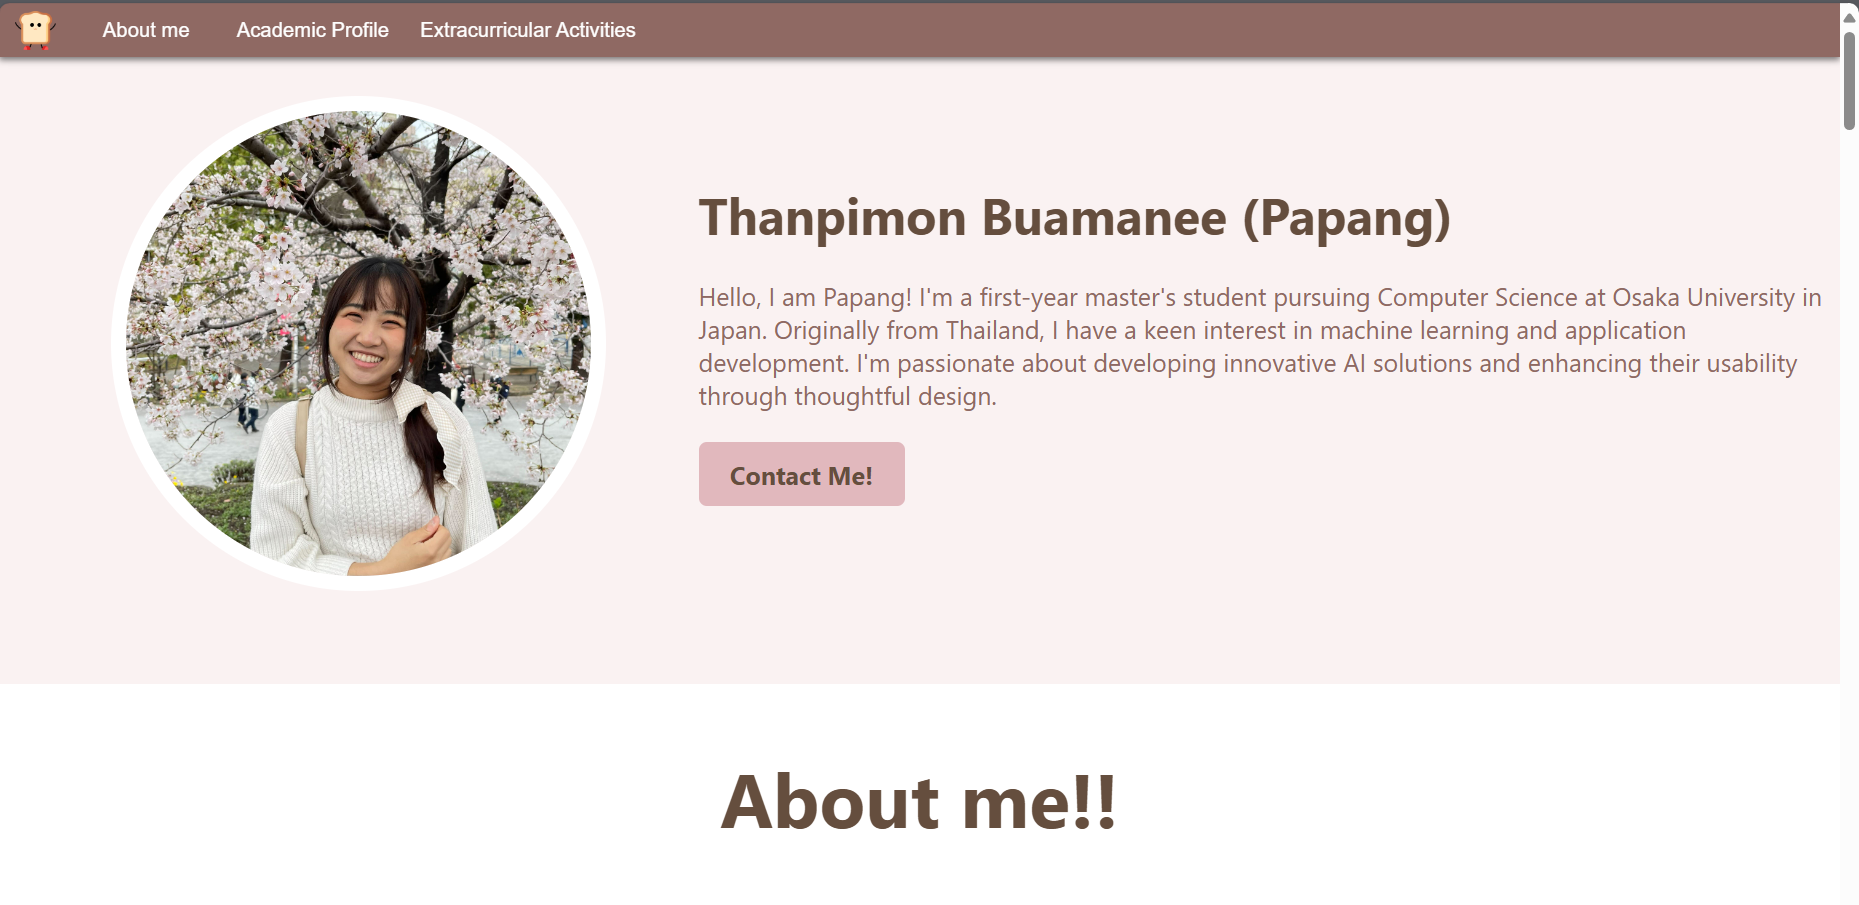 About me
Academic Profile
Extracurricular Activities
Thanpimon Buamanee (Papang)
Hello, I am Papang! I'm a first-year master's student pursuing Computer Science at Osaka University in
Japan. Originally from Thailand, I have a keen interest in machine learning and application
development. I'm passionate about developing innovative AI solutions and enhancing their usability
through thoughtful design.
Contact Me!
About me!!